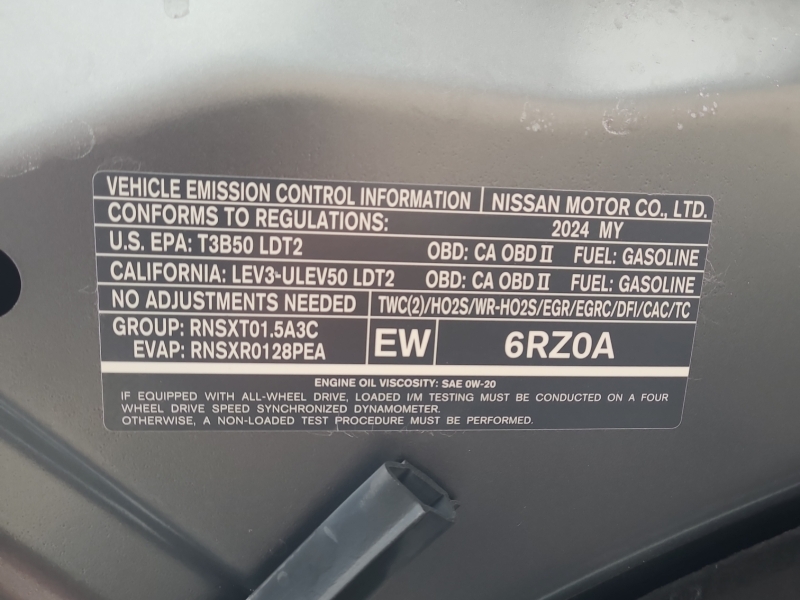 VEHICLE EMISSION CONTROL INFORMATION NISSAN MOTOR CO., LTD.
CONFORMS TO REGULATIONS: 2024 MY
U.S. EPA: T3B50 LDT2 OBD: CA OBD II FUEL: GASOLINE
CALIFORNIA: LEV3-ULEV50 LDT2 OBD: CA OBD II FUEL: GASOLINE
NO ADJUSTMENTS NEEDED TWC(2)/HO2S/WR-HO2S/EGR/EGRC/DFI/CAC/TC
GROUP: RNSXT01.5A3C
EVAP: RNSXR0128PEA
EW 6RZ0A
ENGINE OIL VISCOSITY: SAE 0W-20
IF EQUIPPED WITH ALL-WHEEL DRIVE, LOADED I/M TESTING MUST BE CONDUCTED ON A FOUR
WHEEL DRIVE SPEED SYNCHRONIZED DYNAMOMETER.
OTHERWISE, A NON-LOADED TEST PROCEDURE MUST BE PERFORMED.